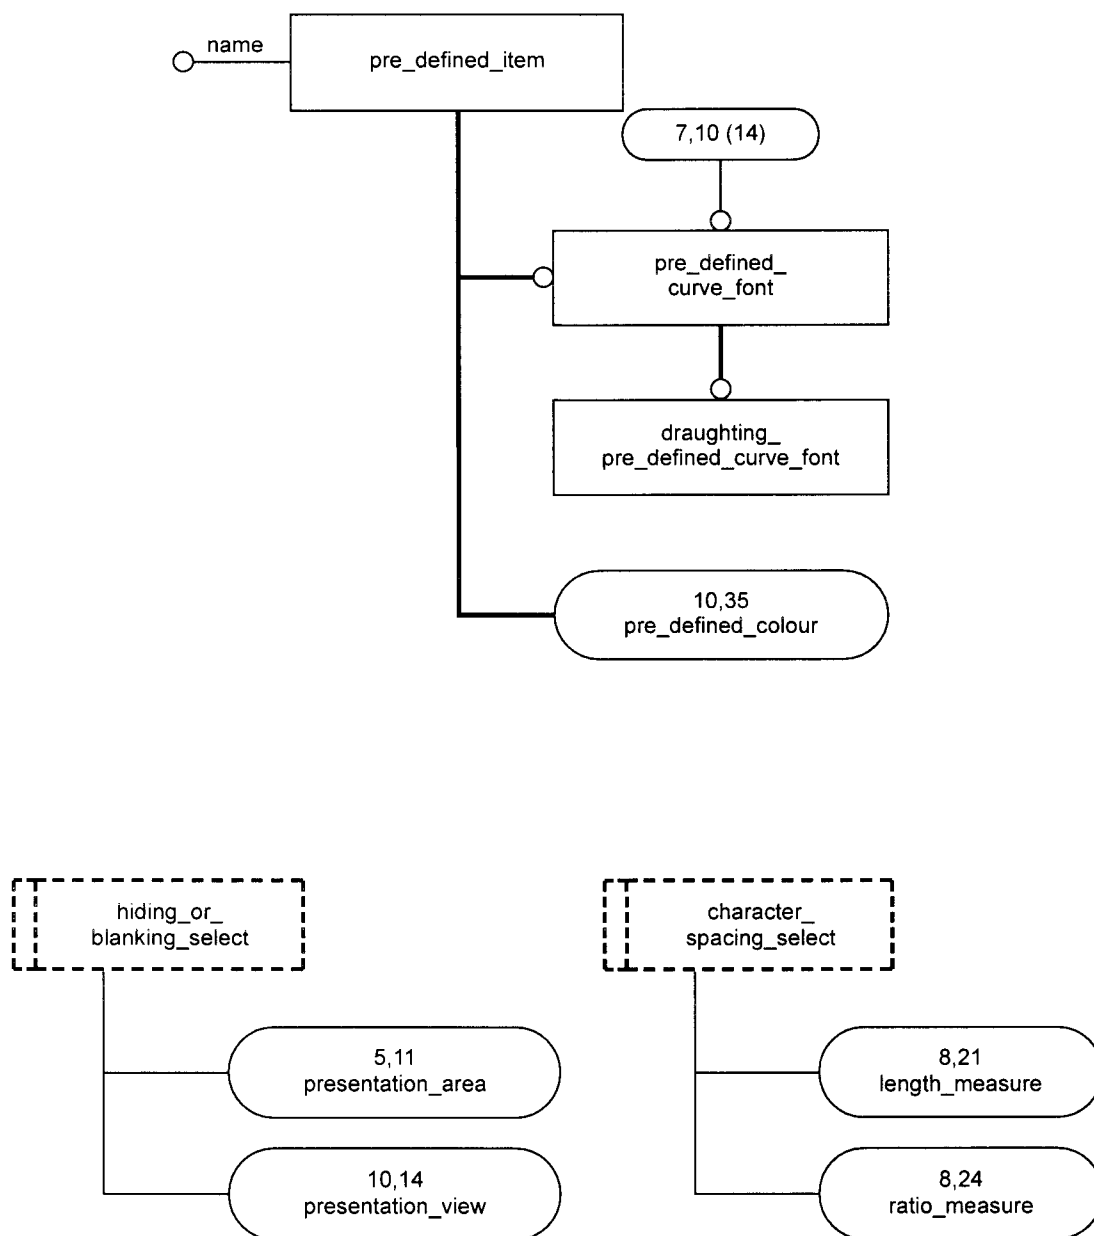 name
pre_defined_item
7,10 (14)
pre_defined_
curve_font
draughting_
pre_defined_curve_font
10,35
pre_defined_colour
hiding_or_
blanking_select
character_
spacing_select
5,11
presentation_area
8,21
length_measure
10,14
presentation_view
8,24
ratio_measure